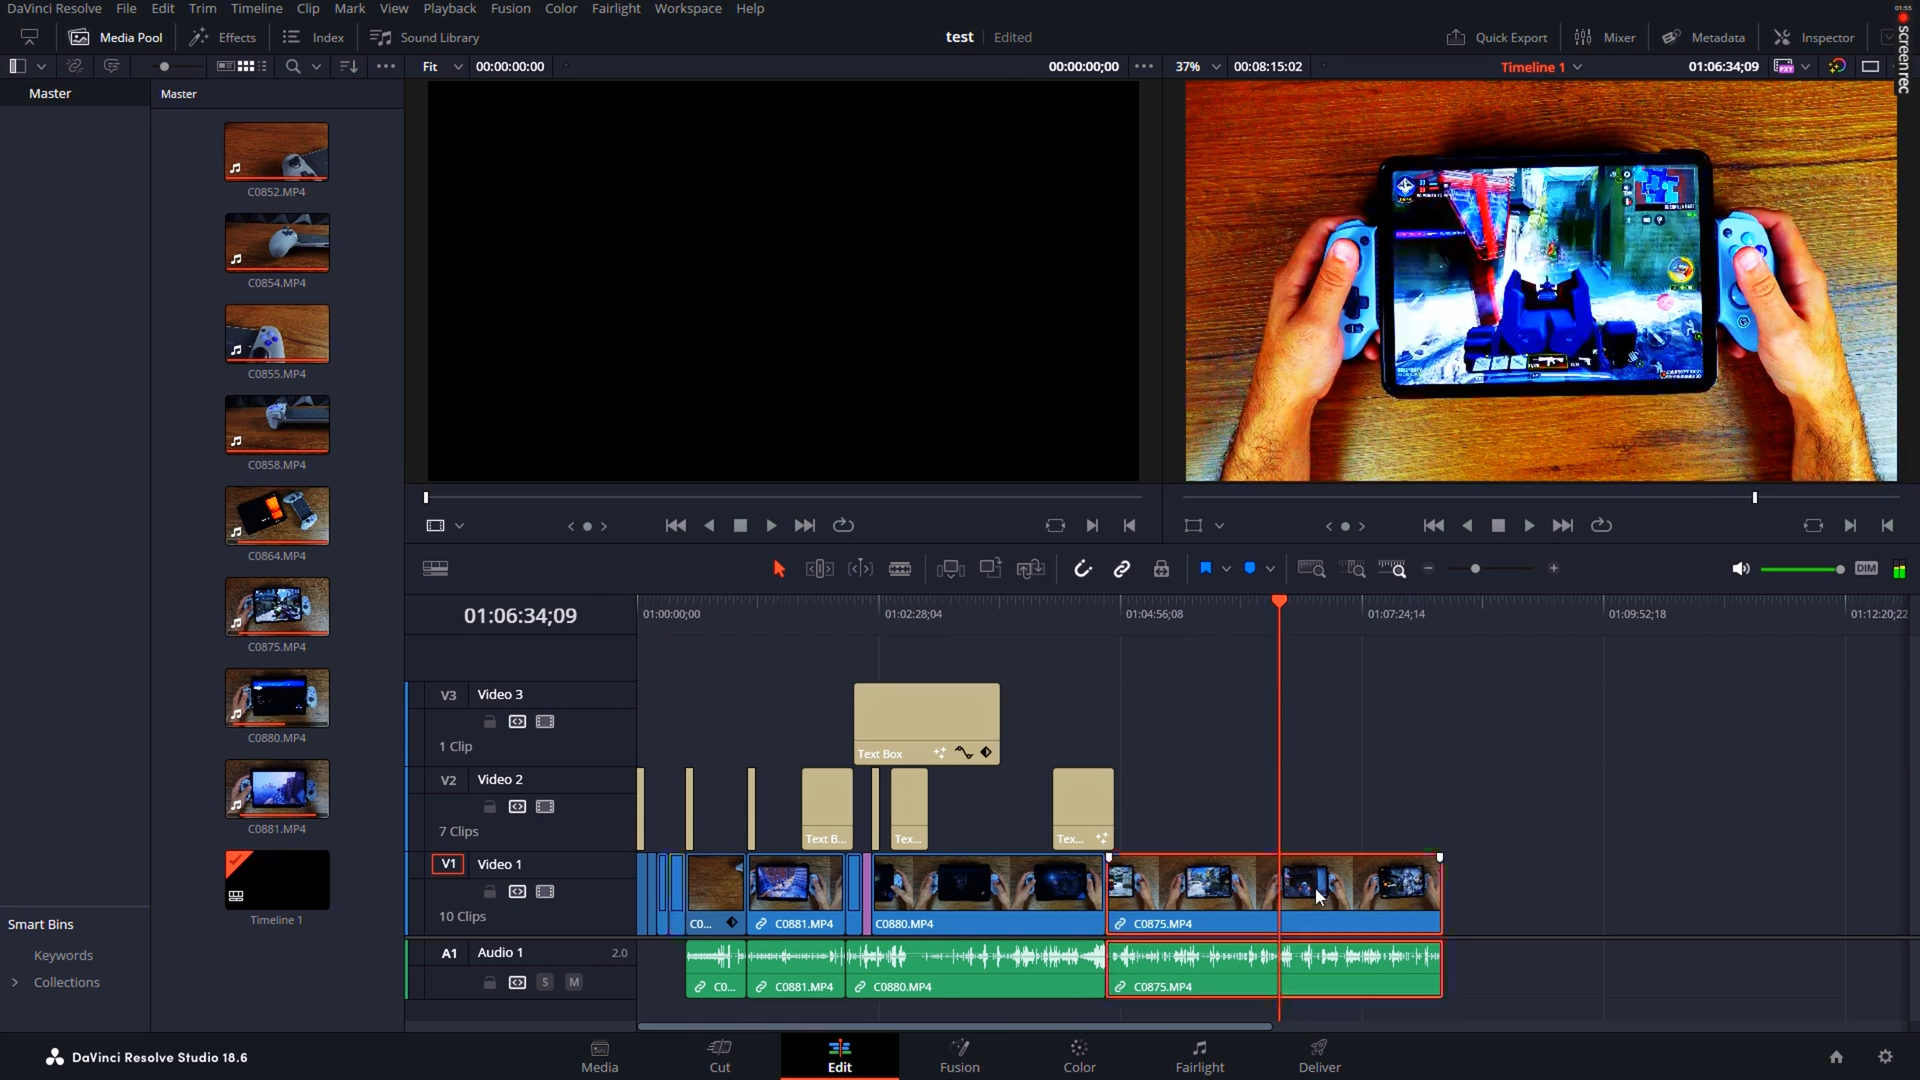 DaVinci Resolve File Edit Trim Timeline Clip Mark View Playback Fusion Color Fairlight Workspace Help
01:55
screenrec
Media Pool Effects Index Sound Library test Edited Quick Export Mixer Metadata Inspector
Fit 00:00:00:00 00:00:00;00 37% 00:08:15:02 Timeline 1 01:06:34;09 PXY
Master Master
C0852.MP4
C0854.MP4
C0855.MP4
C0858.MP4
C0864.MP4
C0875.MP4
C0880.MP4
C0881.MP4
Timeline 1
DIM
01:06:34;09 01:00:00;00 01:02:28;04 01:04:56;08 01:07:24;14 01:09:52;18 01:12:20;22
V3 Video 3
1 Clip
Text Box
V2 Video 2
7 Clips
Text B... Tex... Tex...
V1 Video 1
10 Clips
C0... C0881.MP4 C0880.MP4 C0875.MP4
A1 Audio 1 2.0
S M
C0... C0881.MP4 C0880.MP4 C0875.MP4
Smart Bins
Keywords
Collections
DaVinci Resolve Studio 18.6
Media Cut Edit Fusion Color Fairlight Deliver